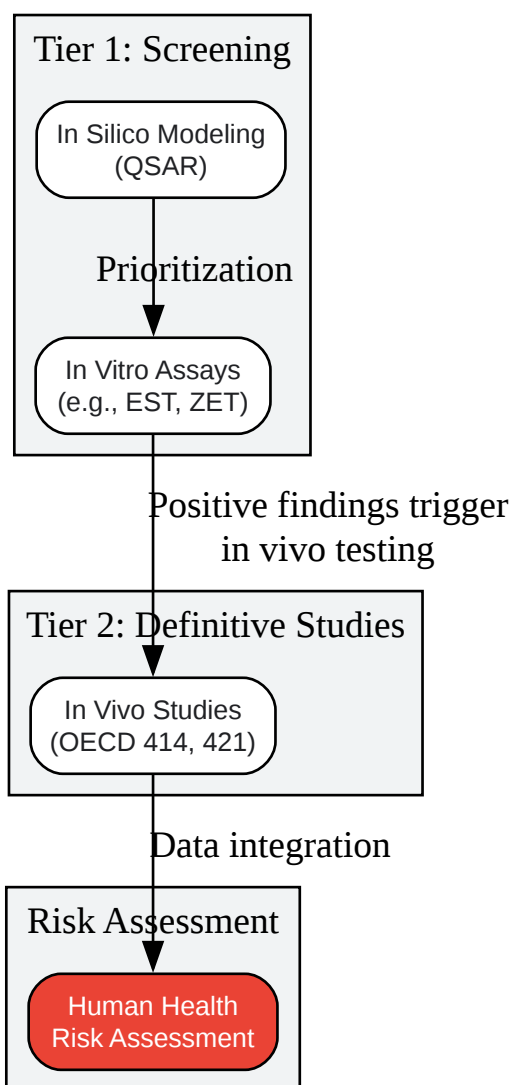 Tier 1: Screening
In Silico Modeling
(QSAR)
Prioritization
In Vitro Assays
(e.g., EST, ZET)
Positive findings trigger
in vivo testing
Tier 2: Definitive Studies
In Vivo Studies
(OECD 414, 421)
Data integration
Risk Assessment
Human Health
Risk Assessment